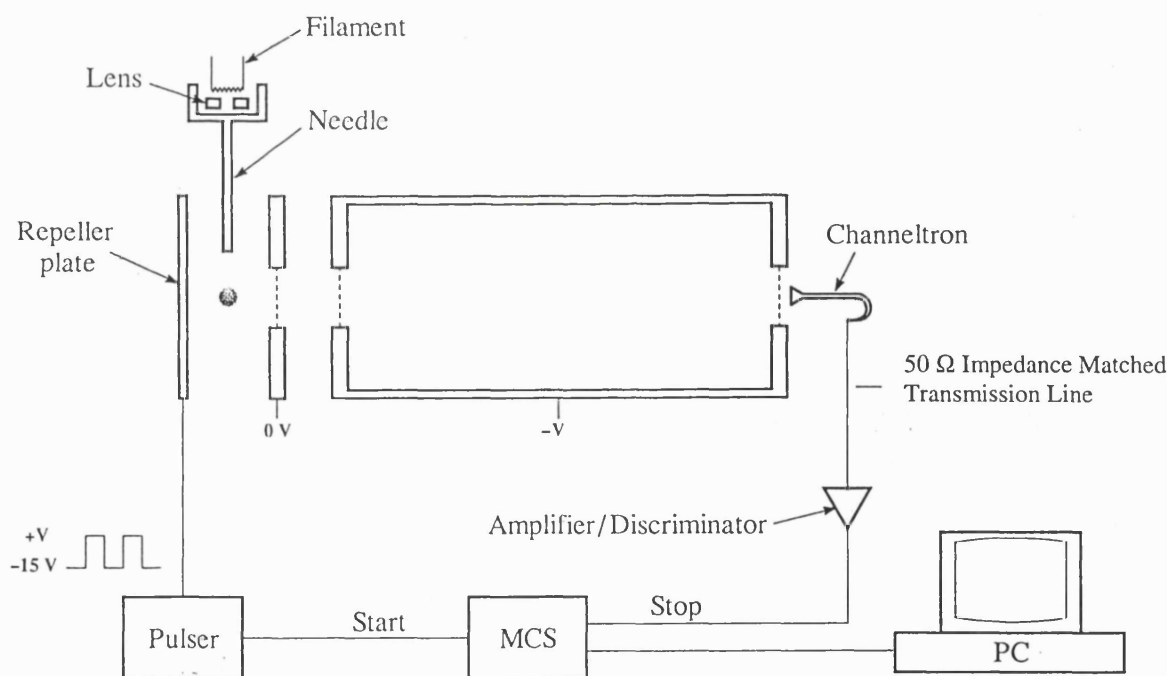 Filament
Lens
Needle
Repeller
plate
Channeltron
50 Ω Impedance Matched
Transmission Line
0 V
–V
Amplifier/Discriminator
+V
–15 V
Start
Stop
Pulser
MCS
PC